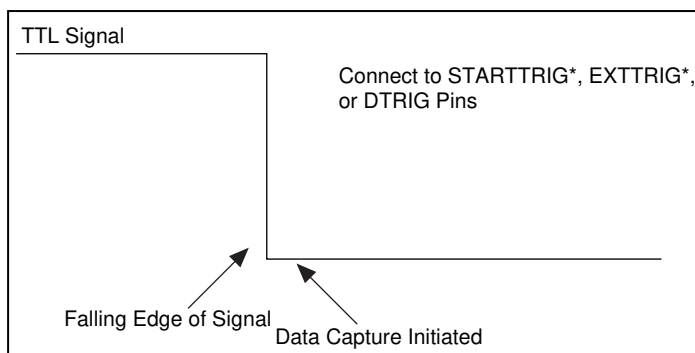 TTL Signal
Connect to STARTTRIG*, EXTTRIG*,
or DTRIG Pins
Falling Edge of Signal
Data Capture Initiated